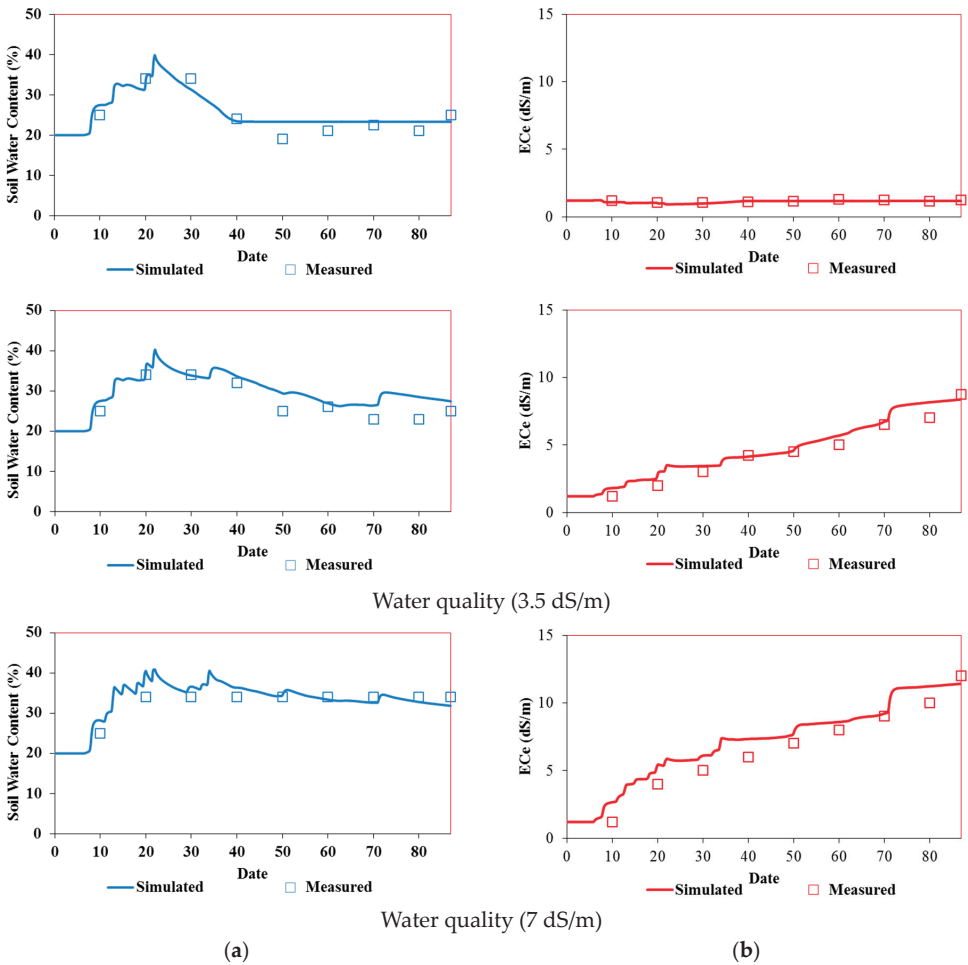 50
40
30
20
10
0
Soil Water Content (%)
0 10 20 30 40 50 60 70 80
Date
Simulated Measured
15
10
5
0
ECe (dS/m)
0 10 20 30 40 50 60 70 80
Date
Simulated Measured
50
40
30
20
10
0
Soil Water Content (%)
0 10 20 30 40 50 60 70 80
Date
Simulated Measured
15
10
5
0
ECe (dS/m)
0 10 20 30 40 50 60 70 80
Date
Simulated Measured
Water quality (3.5 dS/m)
50
40
30
20
10
0
Soil Water Content (%)
0 10 20 30 40 50 60 70 80
Date
Simulated Measured
15
10
5
0
ECe (dS/m)
0 10 20 30 40 50 60 70 80
Date
Simulated Measured
Water quality (7 dS/m)
(a) (b)